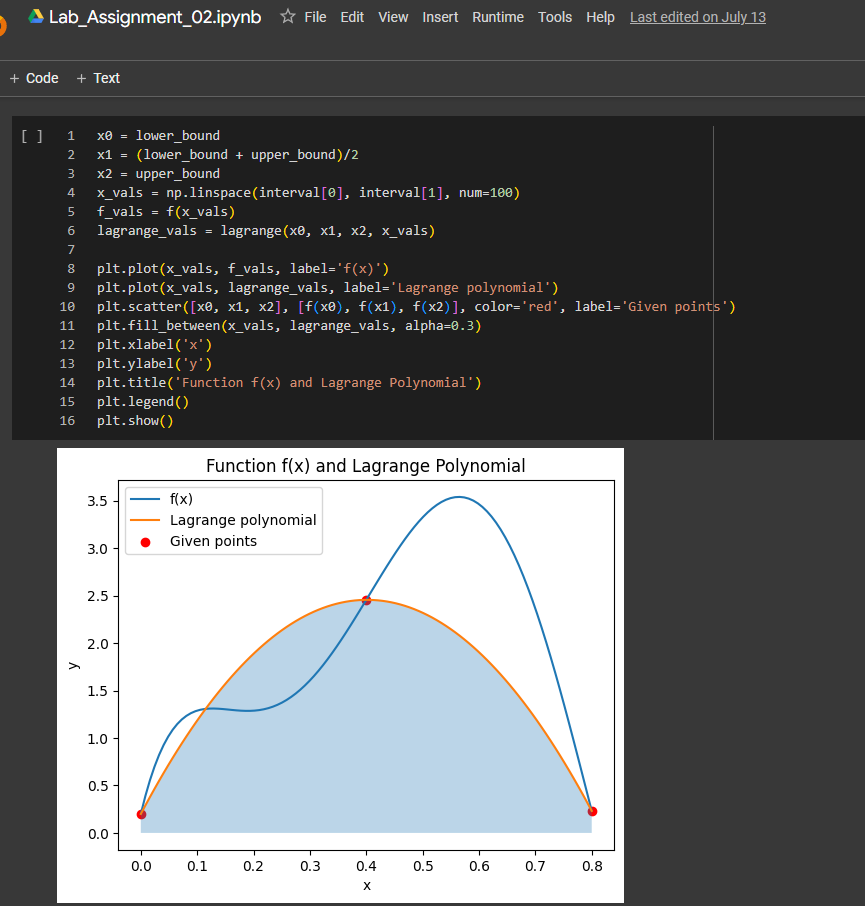 Lab_Assignment_02.ipynb File Edit View Insert Runtime Tools Help Last edited on July 13
+ Code + Text
[ ] 1 x0 = lower_bound
2 x1 = (lower_bound + upper_bound)/2
3 x2 = upper_bound
4 x_vals = np.linspace(interval[0], interval[1], num=100)
5 f_vals = f(x_vals)
6 lagrange_vals = lagrange(x0, x1, x2, x_vals)
7
8 plt.plot(x_vals, f_vals, label='f(x)')
9 plt.plot(x_vals, lagrange_vals, label='Lagrange polynomial')
10 plt.scatter([x0, x1, x2], [f(x0), f(x1), f(x2)], color='red', label='Given points')
11 plt.fill_between(x_vals, lagrange_vals, alpha=0.3)
12 plt.xlabel('x')
13 plt.ylabel('y')
14 plt.title('Function f(x) and Lagrange Polynomial')
15 plt.legend()
16 plt.show()
Function f(x) and Lagrange Polynomial
f(x)
Lagrange polynomial
Given points
3.5
3.0
2.5
2.0
1.5
1.0
0.5
0.0
y
0.0 0.1 0.2 0.3 0.4 0.5 0.6 0.7 0.8
x